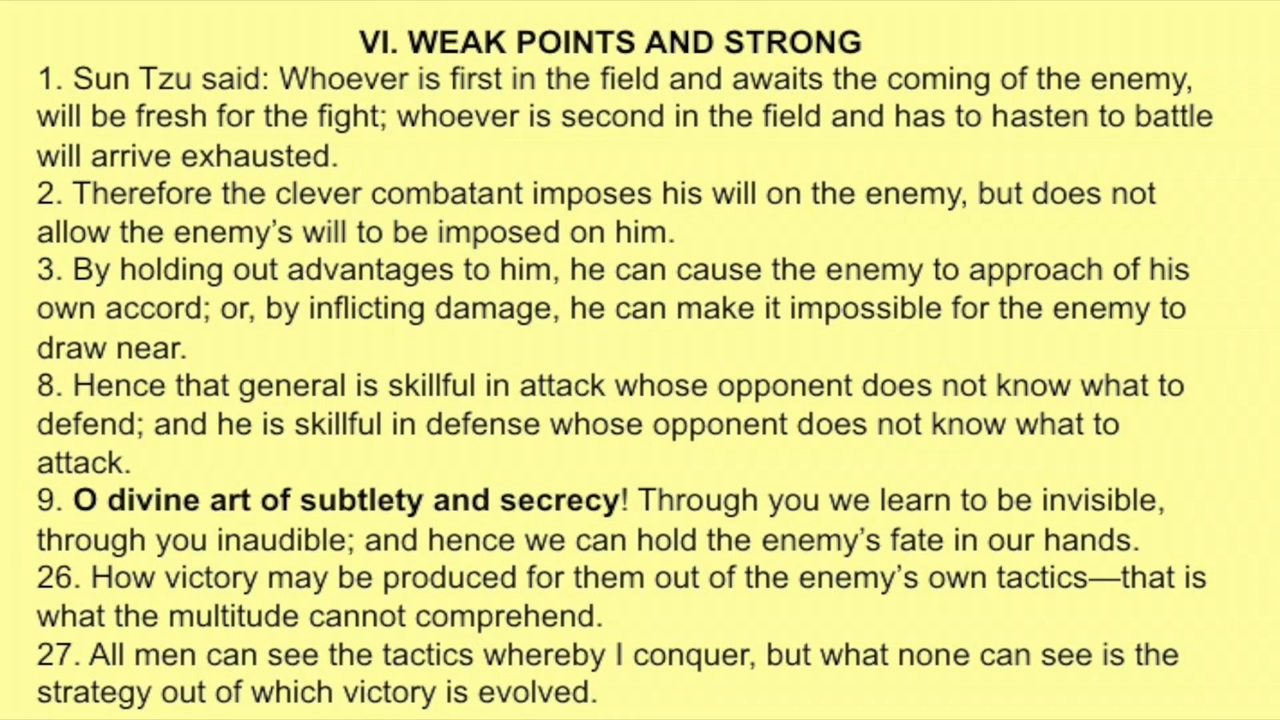 VI. WEAK POINTS AND STRONG
1. Sun Tzu said: Whoever is first in the field and awaits the coming of the enemy,
will be fresh for the fight; whoever is second in the field and has to hasten to battle
will arrive exhausted.
2. Therefore the clever combatant imposes his will on the enemy, but does not
allow the enemy’s will to be imposed on him.
3. By holding out advantages to him, he can cause the enemy to approach of his
own accord; or, by inflicting damage, he can make it impossible for the enemy to
draw near.
8. Hence that general is skillful in attack whose opponent does not know what to
defend; and he is skillful in defense whose opponent does not know what to
attack.
9. O divine art of subtlety and secrecy! Through you we learn to be invisible,
through you inaudible; and hence we can hold the enemy’s fate in our hands.
26. How victory may be produced for them out of the enemy’s own tactics—that is
what the multitude cannot comprehend.
27. All men can see the tactics whereby I conquer, but what none can see is the
strategy out of which victory is evolved.